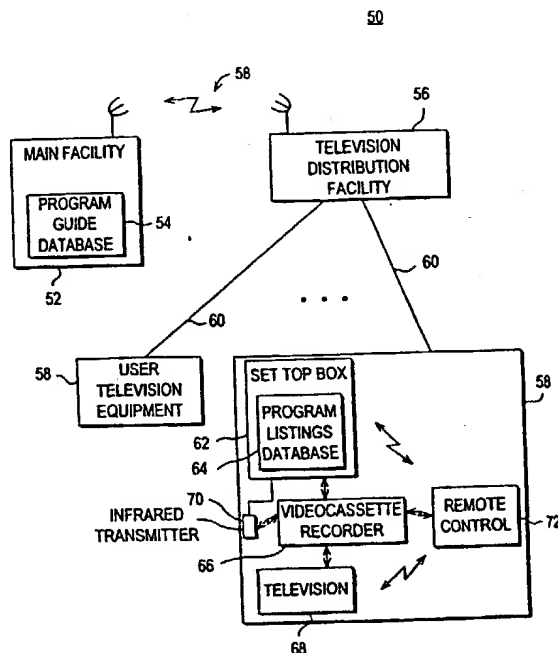 50
58
56
MAIN FACILITY
PROGRAM
GUIDE
DATABASE
54
52
TELEVISION
DISTRIBUTION
FACILITY
60
60
58
USER
TELEVISION
EQUIPMENT
SET TOP BOX
58
PROGRAM
LISTINGS
DATABASE
62
64
70
INFRARED
TRANSMITTER
VIDEOCASSETTE
RECORDER
66
REMOTE
CONTROL
72
TELEVISION
68